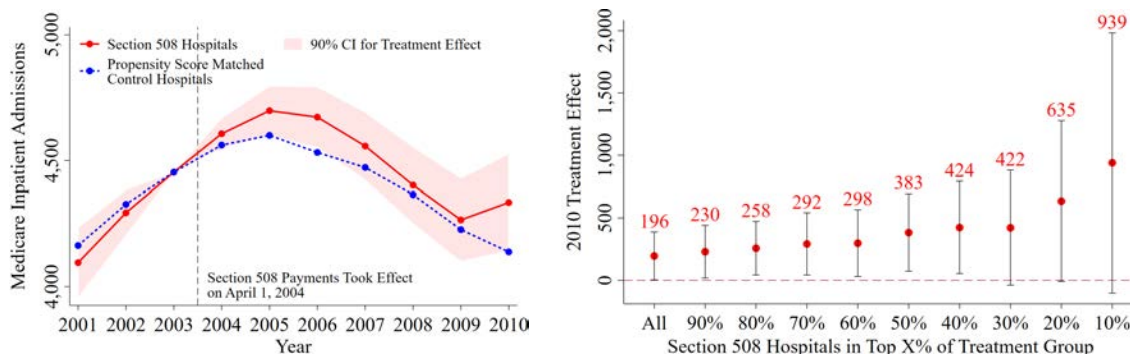 Medicare Inpatient Admissions
5,000
4,500
4,000
Section 508 Hospitals
90% CI for Treatment Effect
Propensity Score Matched
Control Hospitals
Section 508 Payments Took Effect
on April 1, 2004
2001 2002 2003 2004 2005 2006 2007 2008 2009 2010
Year
2010 Treatment Effect
2,000
1,500
1,000
500
0
196 230 258 292 298 383 424 422 635 939
All 90% 80% 70% 60% 50% 40% 30% 20% 10%
Section 508 Hospitals in Top X% of Treatment Group